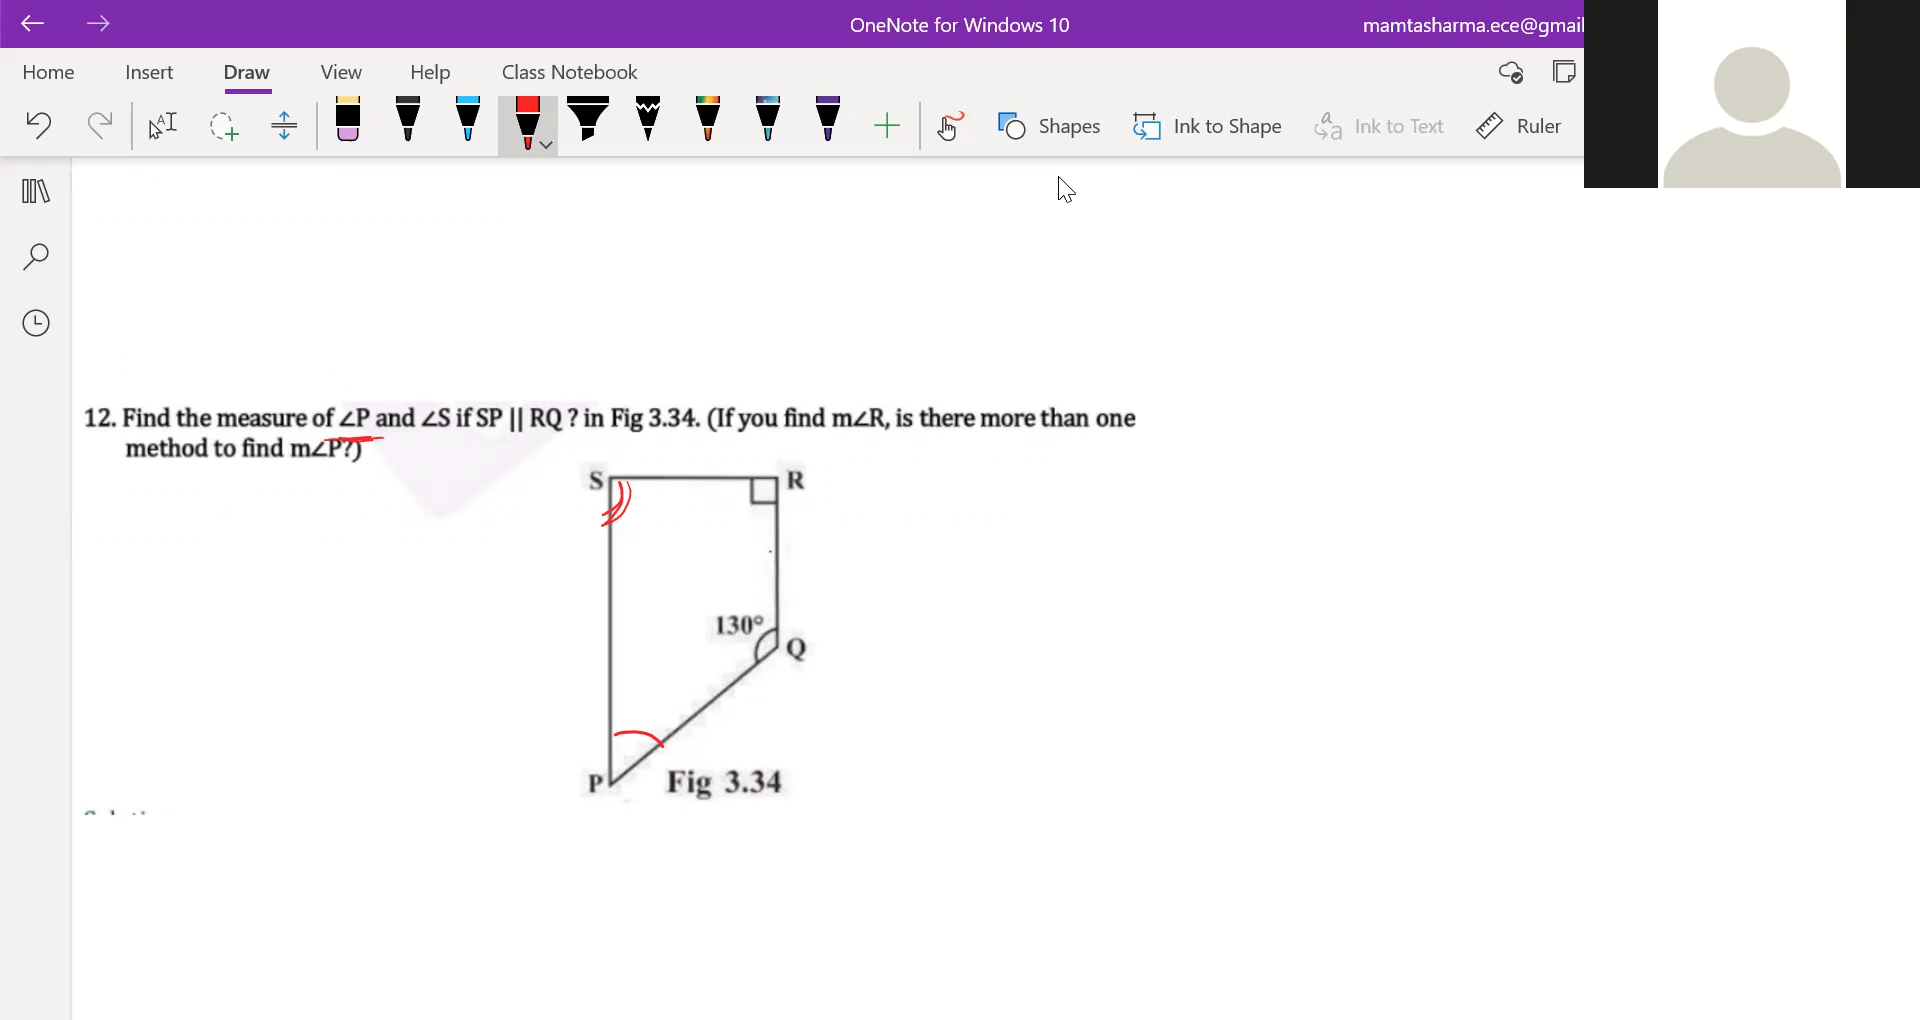 OneNote for Windows 10
mamtasharma.ece@gmail
Home Insert Draw View Help Class Notebook
Shapes Ink to Shape Ink to Text Ruler
12. Find the measure of ∠P and ∠S if SP || RQ ? in Fig 3.34. (If you find m∠R, is there more than one
method to find m∠P?)
S R
130°
Q
P Fig 3.34